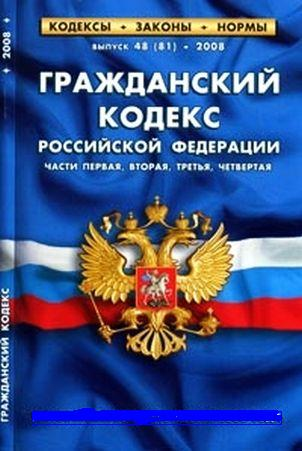 КОДЕКСЫ ✦ ЗАКОНЫ ✦ НОРМЫ
ВЫПУСК 48 (81) • 2008
ГРАЖДАНСКИЙ
КОДЕКС
РОССИЙСКОЙ ФЕДЕРАЦИИ
ЧАСТИ ПЕРВАЯ, ВТОРАЯ, ТРЕТЬЯ, ЧЕТВЕРТАЯ
ГРАЖДАНСКИЙ КОДЕКС
✦ 2008 ✦